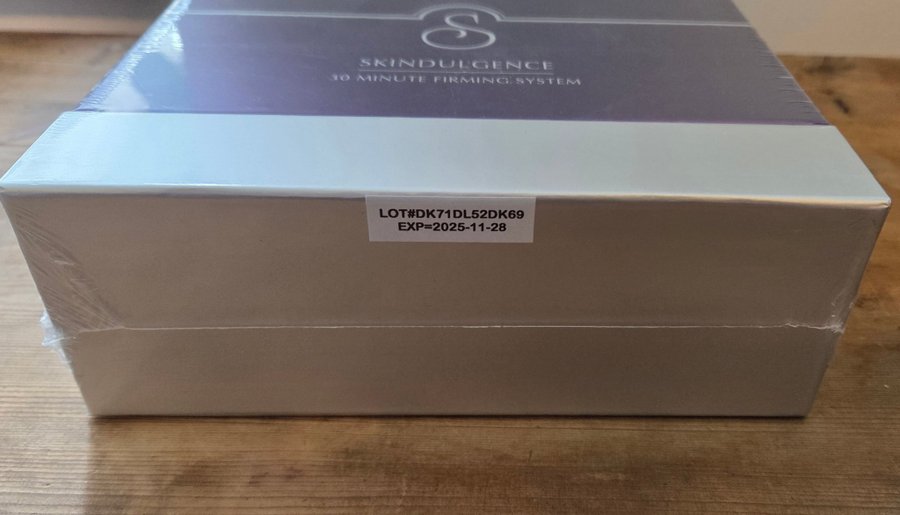 S
SKINDULGENCE
30 MINUTE FIRMING SYSTEM
LOT#DK71DL52DK69
EXP=2025-11-28